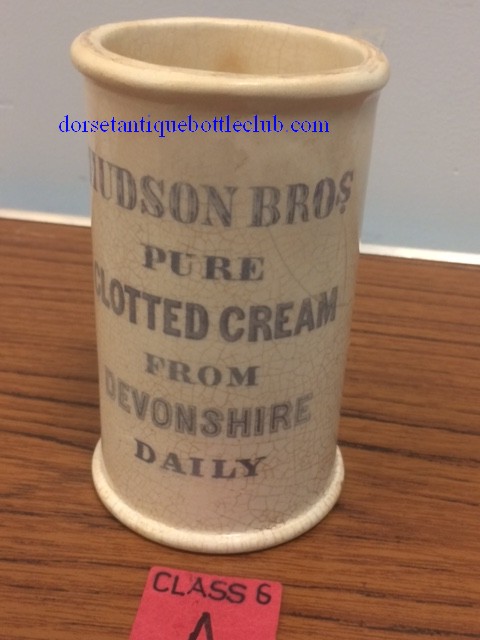 dorsetantiquebottleclub.com
HUDSON BROS
PURE
CLOTTED CREAM
FROM
DEVONSHIRE
DAILY
CLASS 6
A